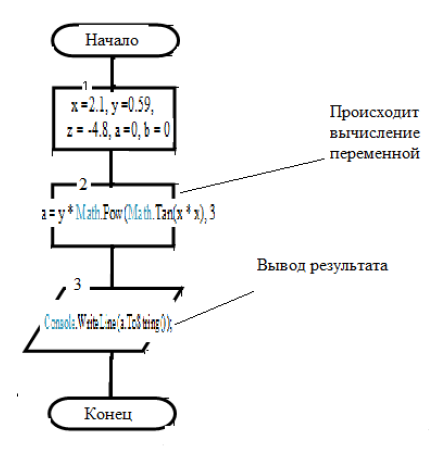 Начало
1
x =2.1, y =0.59,
z = -4.8, a =0, b = 0
Происходит
вычисление
переменной
2
a = y * Math.Pow(Math.Tan(x * x), 3
Вывод результата
3
Console.WriteLine(a.ToString());
Конец